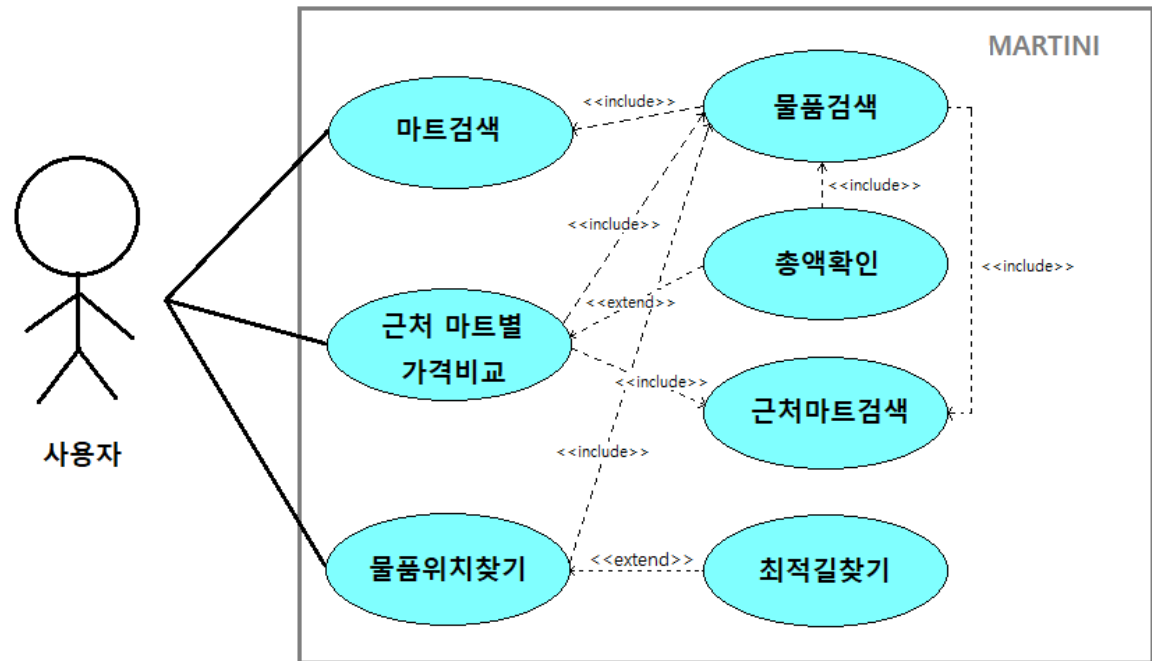 MARTINI
마트검색
<<include>>
물품검색
<<include>>
<<include>>
총액확인
<<include>>
<<extend>>
근처 마트별
가격비교
<<include>>
근처마트검색
사용자
<<include>>
물품위치찾기
<<extend>>
최적길찾기